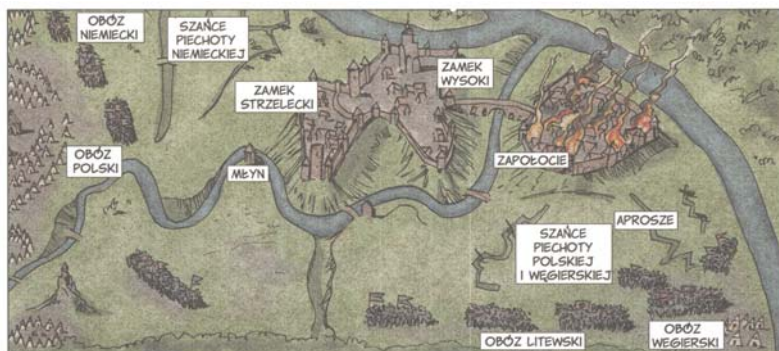 OBÓZ
NIEMIECKI
SZAŃCE
PIECHOTY
NIEMIECKIEJ
ZAMEK
STRZELECKI
ZAMEK
WYSOKI
OBÓZ
POLSKI
MŁYN
ZAPOŁOCIE
SZAŃCE
PIECHOTY
POLSKIEJ
I WĘGIERSKIEJ
APROSZE
OBÓZ LITEWSKI
OBÓZ
WĘGIERSKI